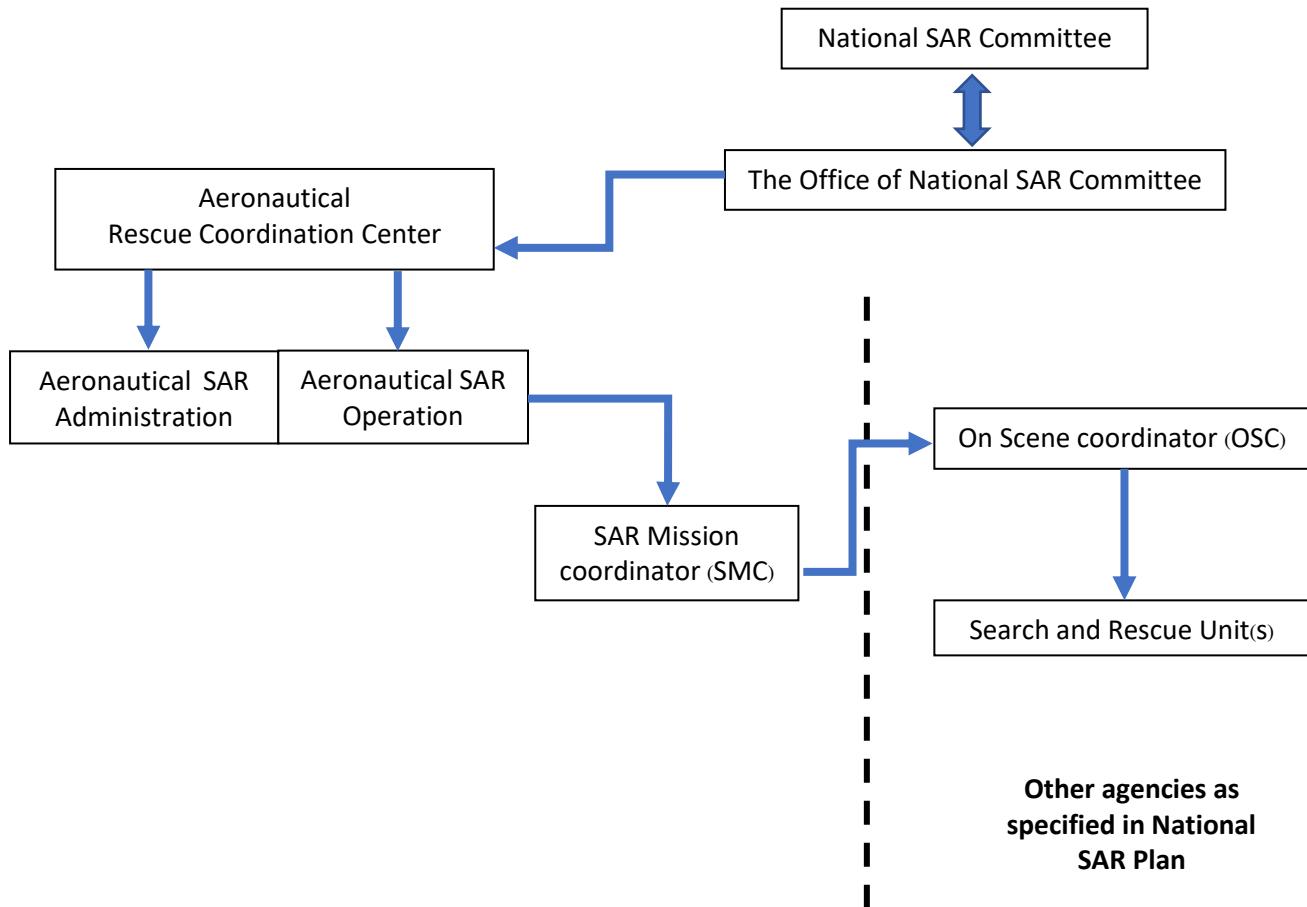 National SAR Committee
The Office of National SAR Committee
Aeronautical
Rescue Coordination Center
Aeronautical SAR
Administration
Aeronautical SAR
Operation
On Scene coordinator (OSC)
SAR Mission
coordinator (SMC)
Search and Rescue Unit(s)
Other agencies as
specified in National
SAR Plan